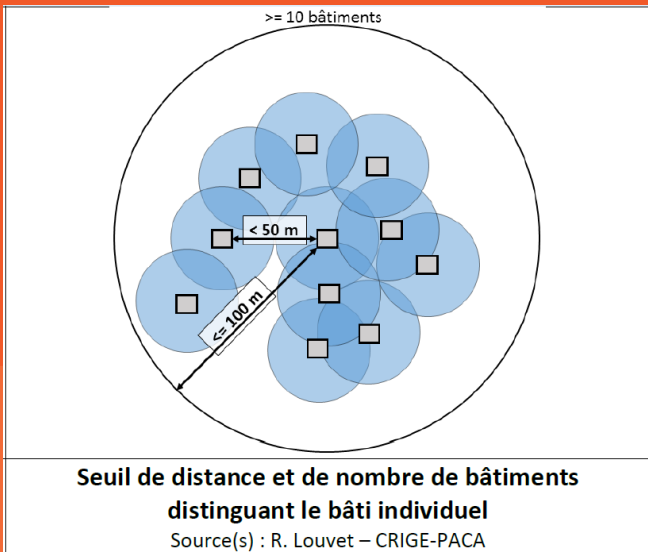 >= 10 bâtiments
< 50 m
<= 100 m
Seuil de distance et de nombre de bâtiments
distinguant le bâti individuel
Source(s) : R. Louvet – CRIGE-PACA